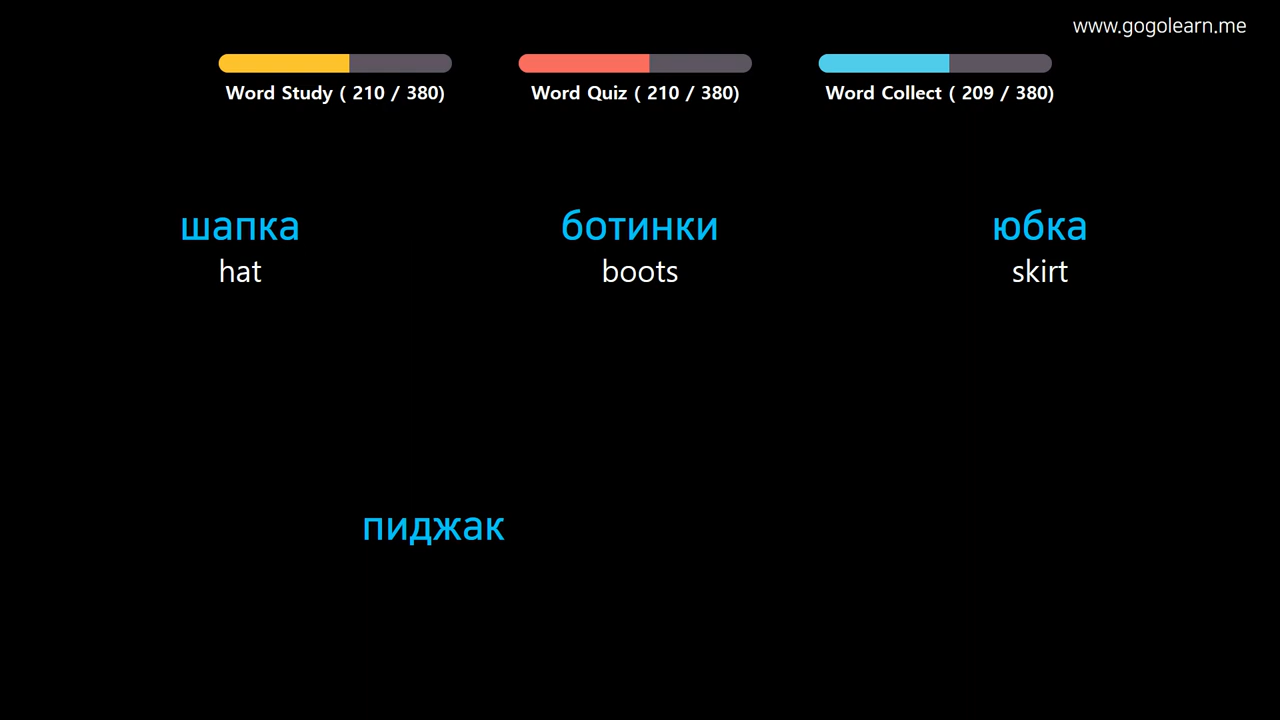 www.gogolearn.me
Word Study ( 210 / 380)
Word Quiz ( 210 / 380)
Word Collect ( 209 / 380)
шапка
ботинки
юбка
hat
boots
skirt
пиджак